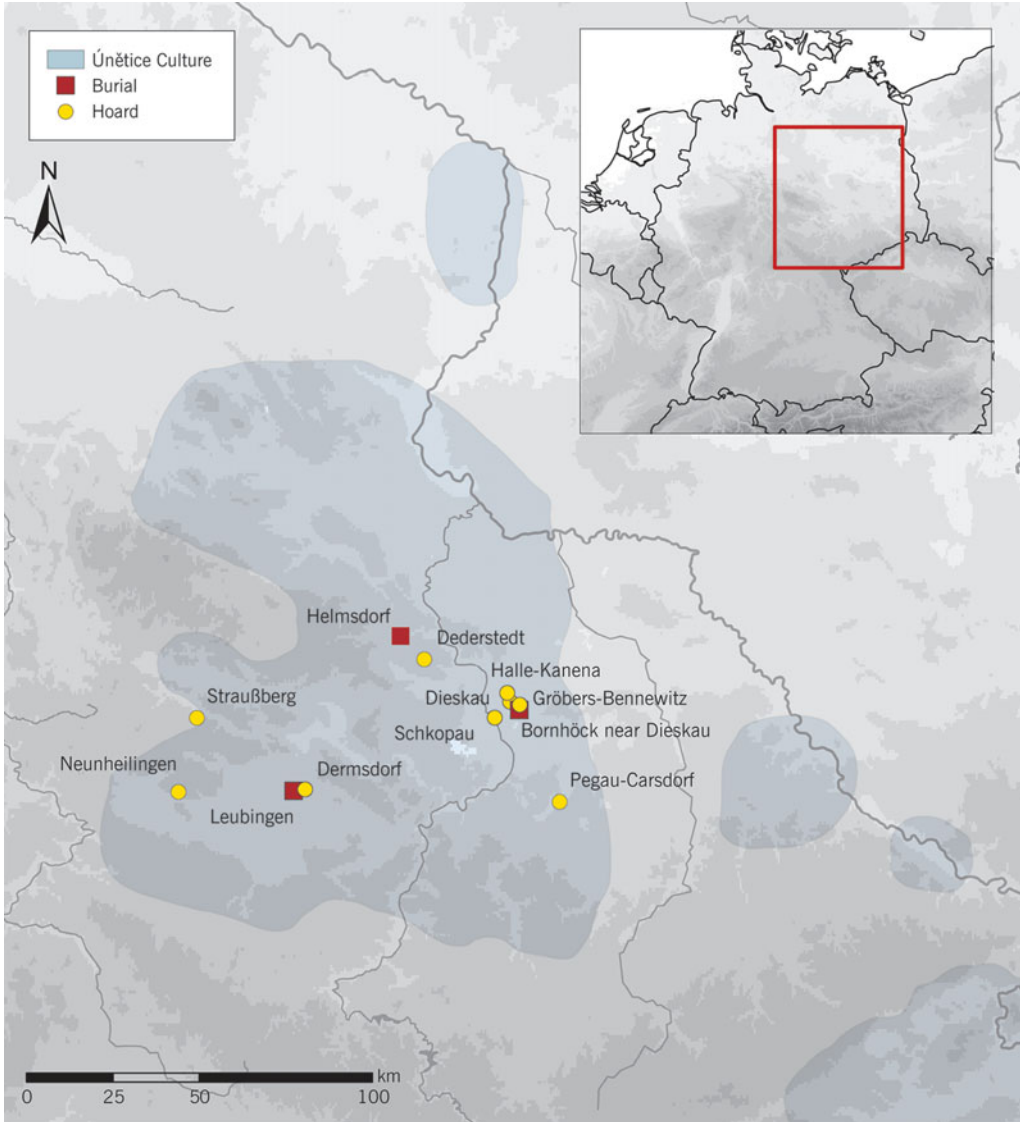 Únětice Culture
Burial
Hoard
N
Helmsdorf
Dederstedt
Halle-Kanena
Straußberg
Dieskau
Gröbers-Bennewitz
Schkopau
Bornhöck near Dieskau
Neunheilingen
Dermsdorf
Pegau-Carsdorf
Leubingen
km
0 25 50 100